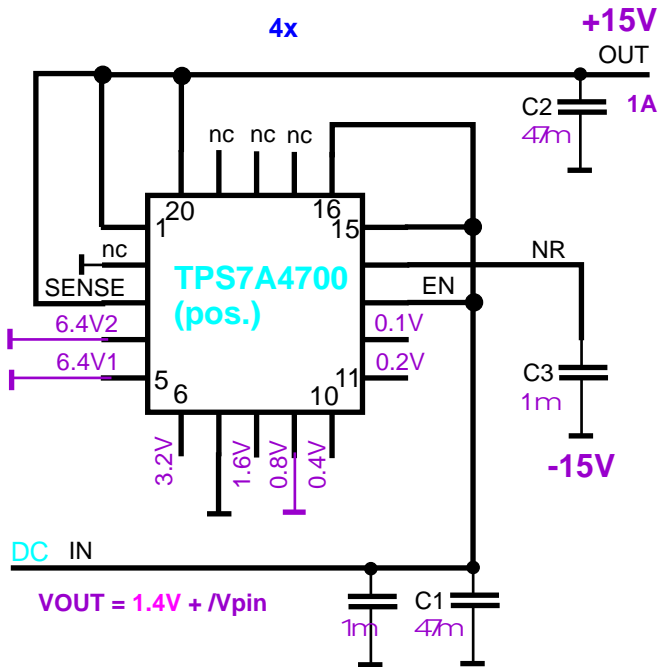 4x
+15V
OUT
C2
1A
47m
nc nc nc
20
16
1
15
nc
TPS7A4700
NR
SENSE
(pos.)
EN
6.4V2
0.1V
6.4V1
0.2V
5
11
C3
6
10
1m
3.2V
1.6V
0.8V
0.4V
-15V
DC IN
VOUT = 1.4V + /Vpin
1m
C1
47m